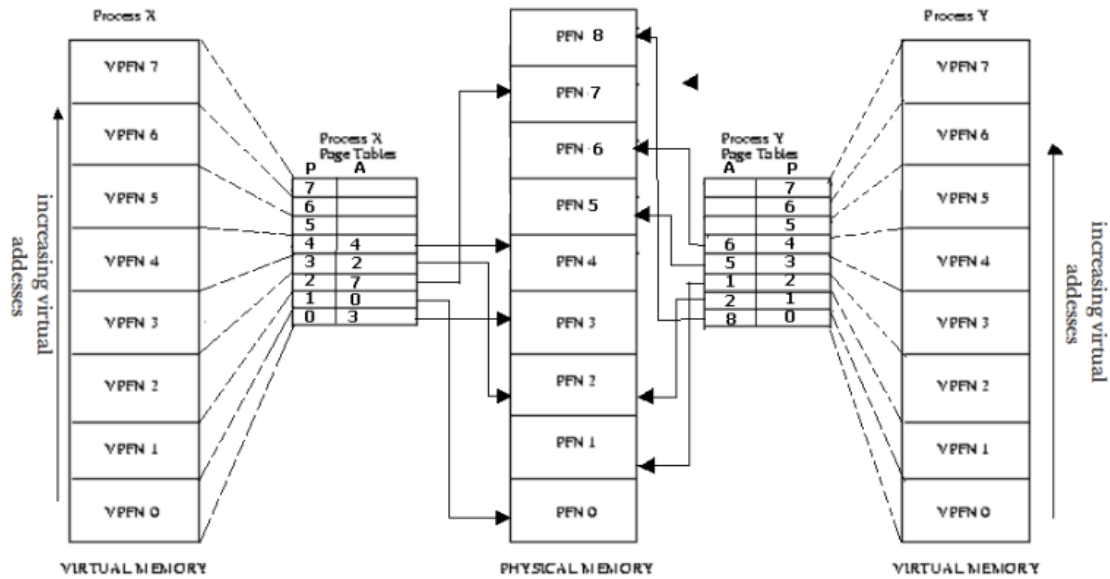 Process X
VPFN 7
VPFN 6
VPFN 5
VPFN 4
VPFN 3
VPFN 2
VPFN 1
VPFN 0
VIRTUAL MEMORY
increasing virtual
addesses
Process X
Page Tables
P A
7
6
5
4 4
3 2
2 7
1 0
0 3
PFN 8
PFN 7
PFN 6
PFN 5
PFN 4
PFN 3
PFN 2
PFN 1
PFN 0
PHYSICAL MEMORY
Process Y
Page Tables
A P
7
6
5
6 4
5 3
1 2
2 1
8 0
Process Y
VPFN 7
VPFN 6
VPFN 5
VPFN 4
VPFN 3
VPFN 2
VPFN 1
VPFN 0
VIRTUAL MEMORY
increasing virtual
addesses